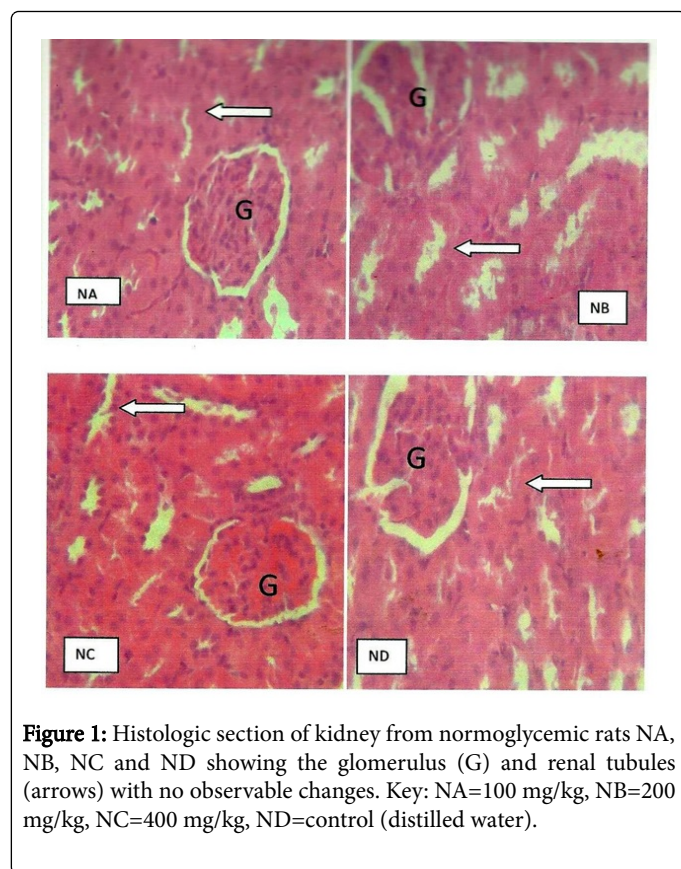 G
NA
G
NB
G
NC
G
ND
Figure 1: Histologic section of kidney from normoglycemic rats NA,
NB, NC and ND showing the glomerulus (G) and renal tubules
(arrows) with no observable changes. Key: NA=100 mg/kg, NB=200
mg/kg, NC=400 mg/kg, ND=control (distilled water).